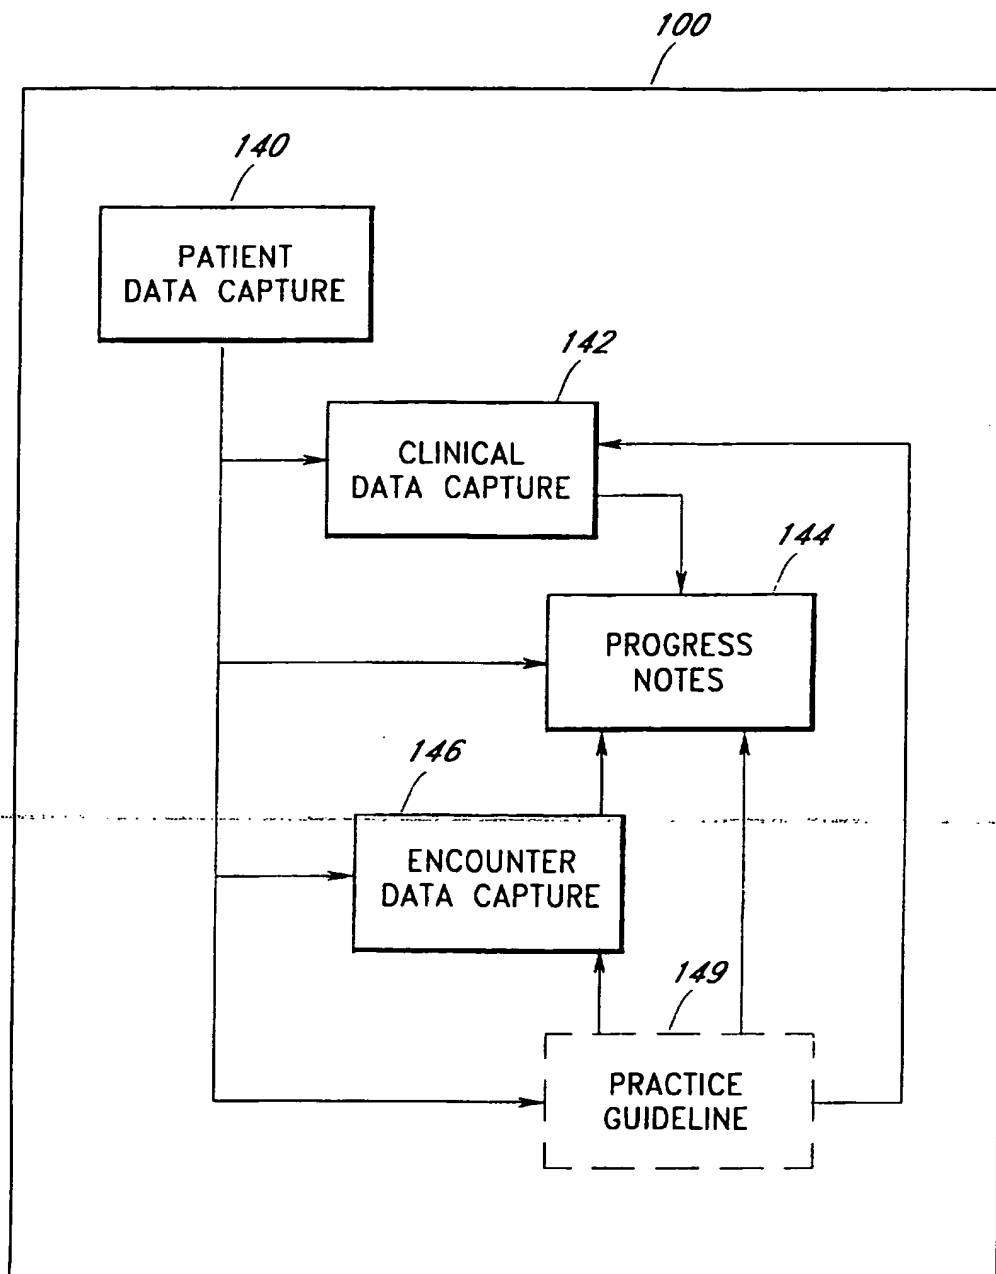 100
140
PATIENT
DATA CAPTURE
142
CLINICAL
DATA CAPTURE
144
PROGRESS
NOTES
146
ENCOUNTER
DATA CAPTURE
149
PRACTICE
GUIDELINE